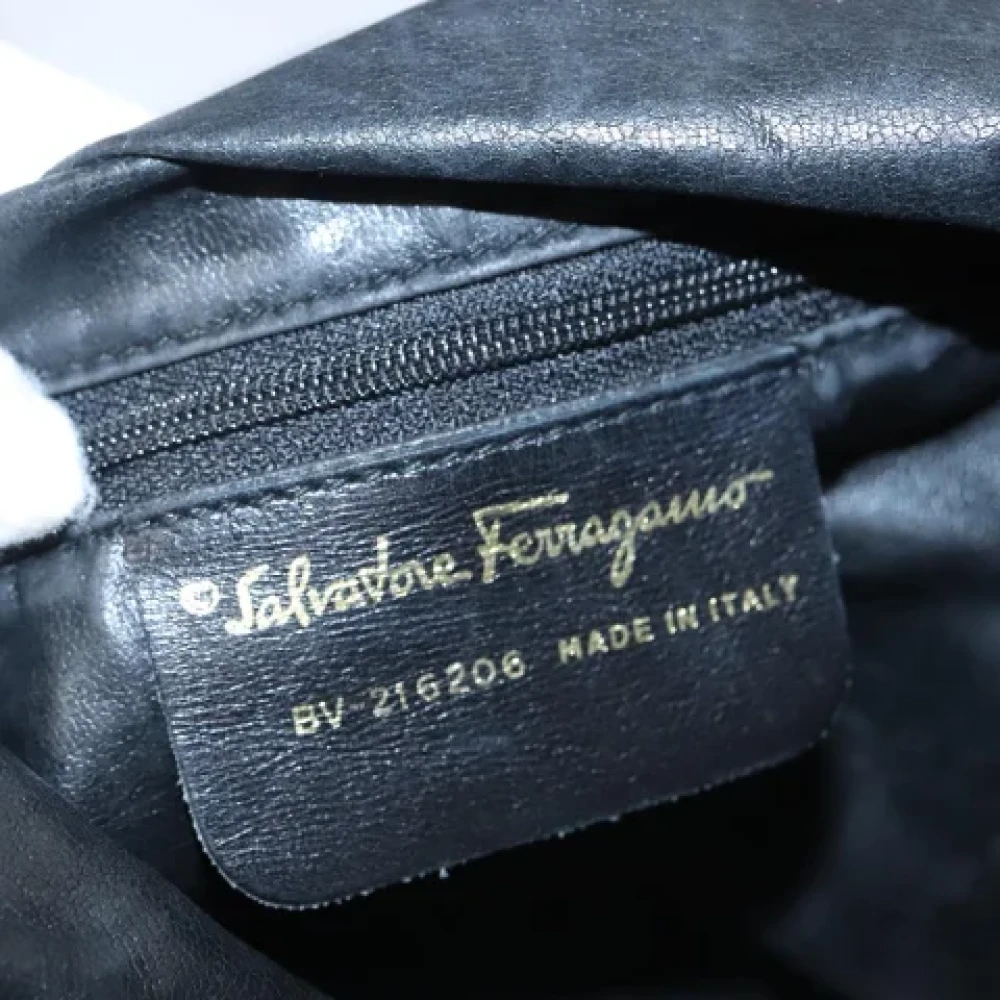 © Salvatore Ferragamo
BV-216206 MADE IN ITALY